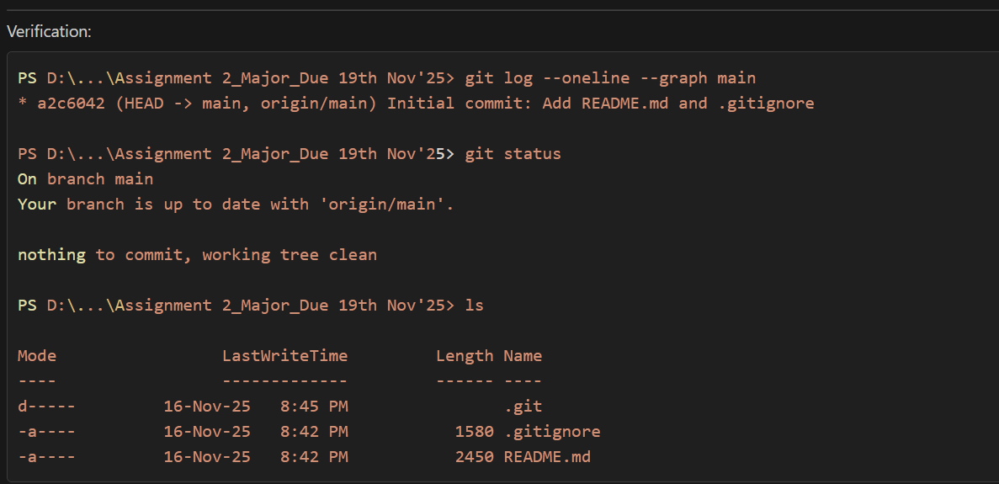 Verification:
PS D:\...\Assignment 2_Major_Due 19th Nov'25> git log --oneline --graph main
* a2c6042 (HEAD -> main, origin/main) Initial commit: Add README.md and .gitignore
PS D:\...\Assignment 2_Major_Due 19th Nov'25> git status
On branch main
Your branch is up to date with 'origin/main'.
nothing to commit, working tree clean
PS D:\...\Assignment 2_Major_Due 19th Nov'25> ls
Mode                 LastWriteTime         Length Name
----                 -------------         ------ ----
d-----         16-Nov-25   8:45 PM                .git
-a----         16-Nov-25   8:42 PM           1580 .gitignore
-a----         16-Nov-25   8:42 PM           2450 README.md